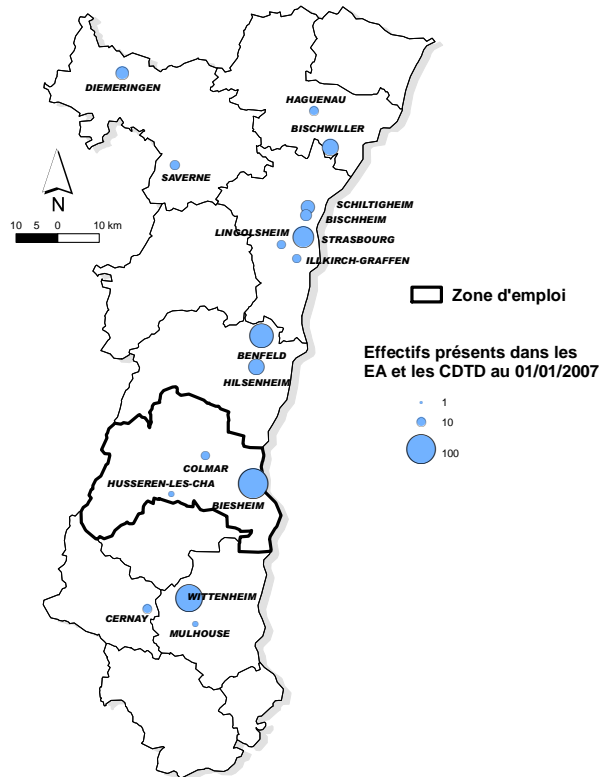 DIEMERINGEN
HAGUENAU
BISCHWILLER
SAVERNE
N
10 5 0 10 km
SCHILTIGHEIM
BISCHHEIM
LINGOLSHEIM
STRASBOURG
ILLKIRCH-GRAFFEN
Zone d'emploi
BENFELD
HILSENHEIM
Effectifs présents dans les
EA et les CDTD au 01/01/2007
1
10
100
COLMAR
HUSSEREN-LES-CHA
BIESHEIM
WITTENHEIM
CERNAY
MULHOUSE